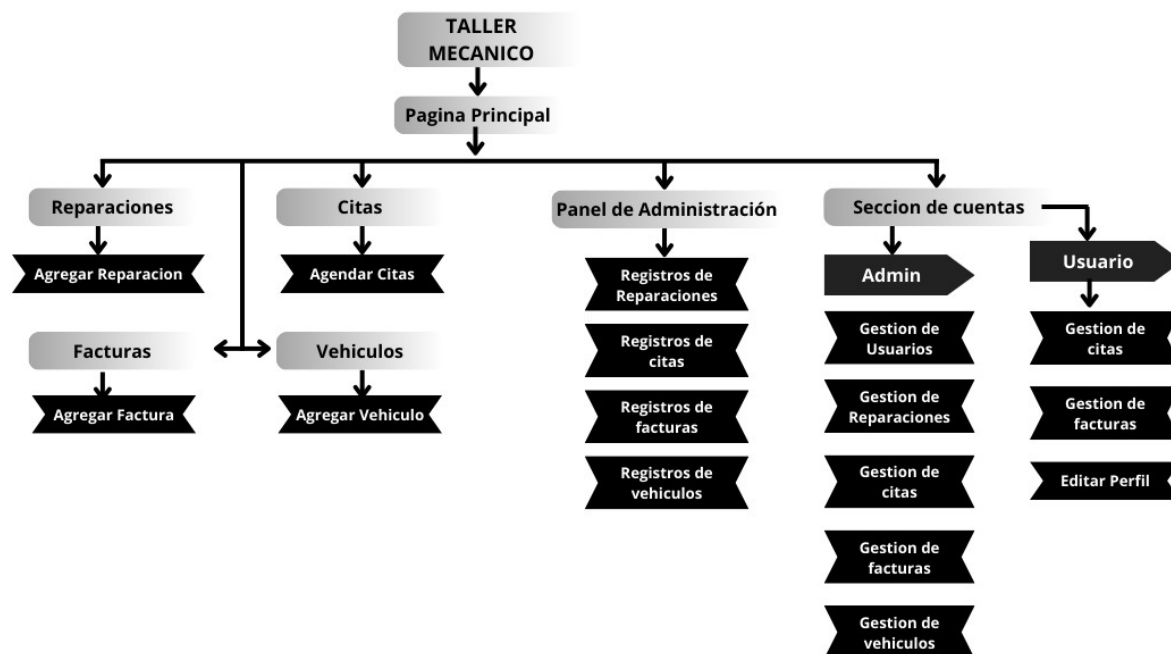 TALLER
MECANICO
Pagina Principal
Reparaciones
Agregar Reparacion
Citas
Agendar Citas
Facturas
Agregar Factura
Vehiculos
Agregar Vehiculo
Panel de Administración
Registros de
Reparaciones
Registros de
citas
Registros de
facturas
Registros de
vehiculos
Seccion de cuentas
Admin
Gestion de
Usuarios
Gestion de
Reparaciones
Gestion de
citas
Gestion de
facturas
Gestion de
vehiculos
Usuario
Gestion de
citas
Gestion de
facturas
Editar Perfil